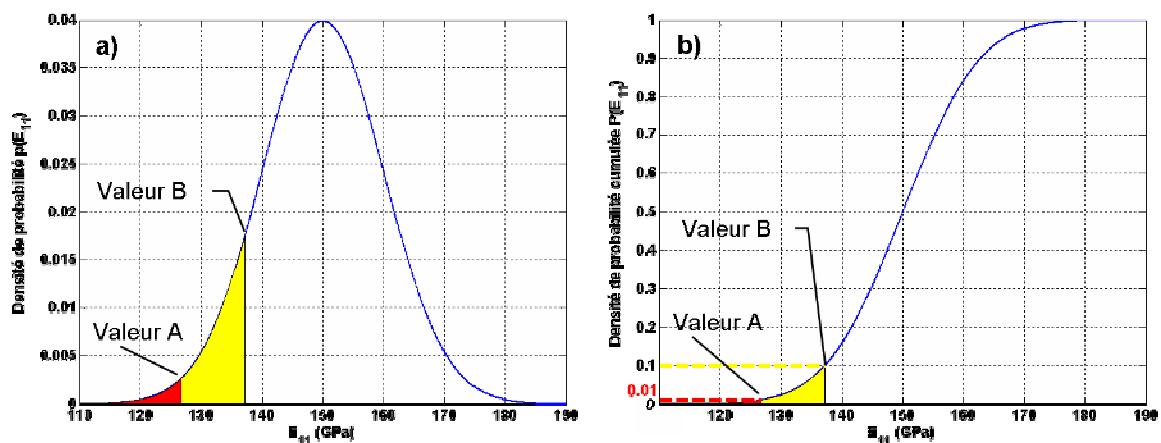 a)
Densité de probabilité p(E11)
0.04
0.035
0.03
0.025
0.02
0.015
0.01
0.005
0
Valeur B
Valeur A
110 120 130 140 150 160 170 180 190
E11 (GPa)
b)
Densité de probabilité cumulée P(E11)
1
0.9
0.8
0.7
0.6
0.5
0.4
0.3
0.2
0.1
0.01
0
Valeur B
Valeur A
120 130 140 150 160 170 180 190
E11 (GPa)